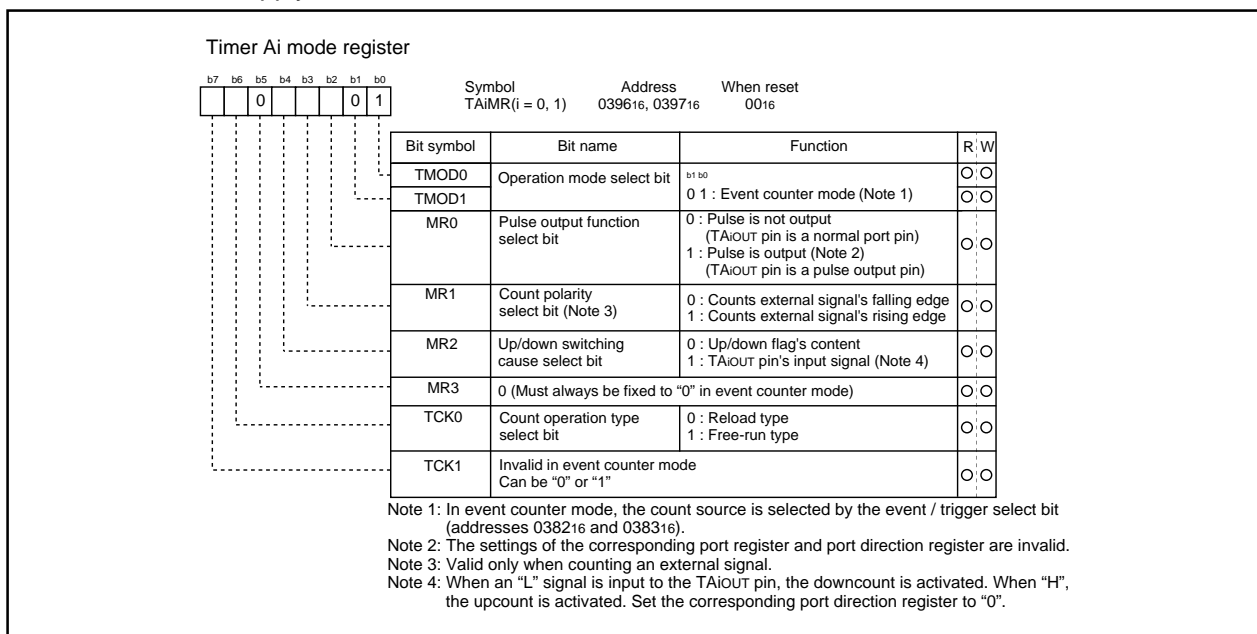 Timer Ai mode register
b7 b6 b5 b4 b3 b2 b1 b0
0 0 1
Symbol Address When reset
TAiMR(i = 0, 1) 039616, 039716 0016
Bit symbol Bit name Function R W
TMOD0 Operation mode select bit b1 b0
TMOD1 0 1 : Event counter mode (Note 1)
MR0 Pulse output function 0 : Pulse is not output
select bit (TAiOUT pin is a normal port pin)
1 : Pulse is output (Note 2)
(TAiOUT pin is a pulse output pin)
MR1 Count polarity 0 : Counts external signal's falling edge
select bit (Note 3) 1 : Counts external signal's rising edge
MR2 Up/down switching 0 : Up/down flag's content
cause select bit 1 : TAiOUT pin's input signal (Note 4)
MR3 0 (Must always be fixed to “0” in event counter mode)
TCK0 Count operation type 0 : Reload type
select bit 1 : Free-run type
TCK1 Invalid in event counter mode
Can be “0” or “1”
Note 1: In event counter mode, the count source is selected by the event / trigger select bit
(addresses 038216 and 038316).
Note 2: The settings of the corresponding port register and port direction register are invalid.
Note 3: Valid only when counting an external signal.
Note 4: When an “L” signal is input to the TAiOUT pin, the downcount is activated. When “H”,
the upcount is activated. Set the corresponding port direction register to “0”.